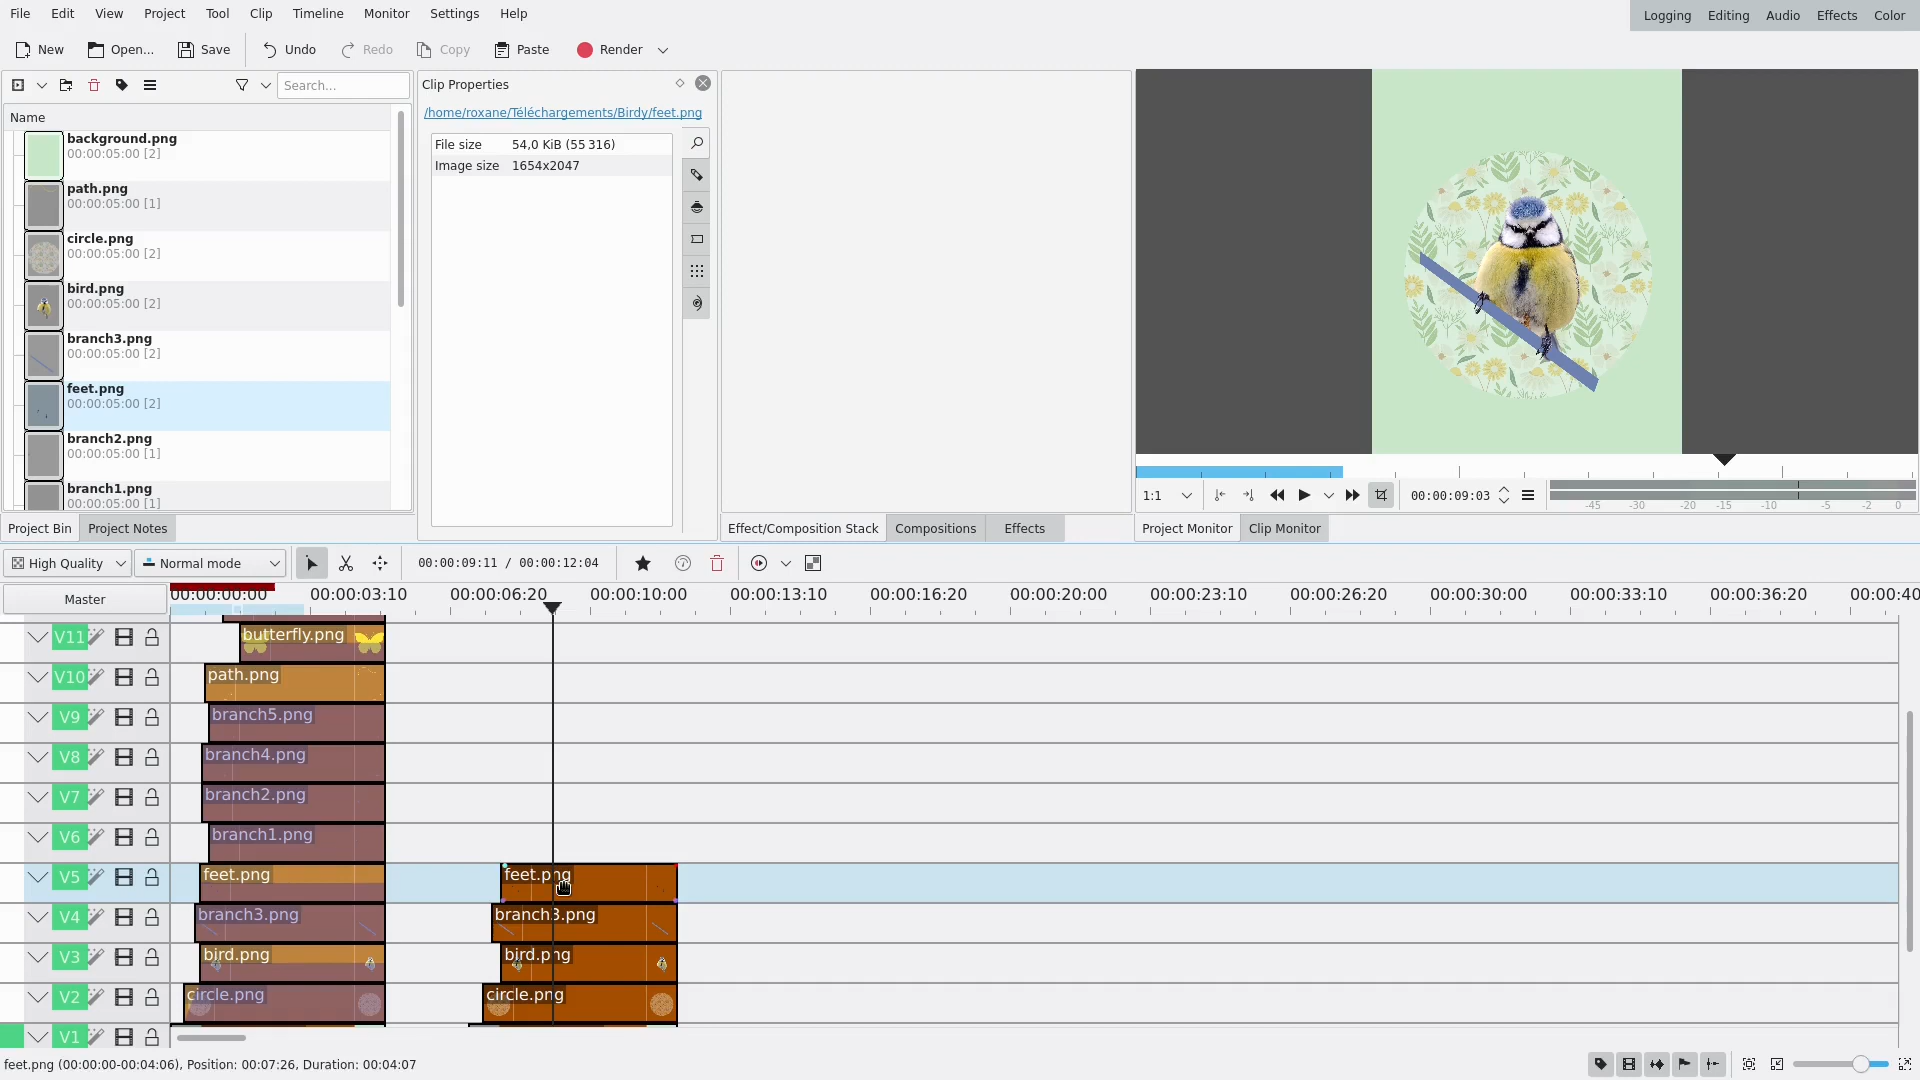 File Edit View Project Tool Clip Timeline Monitor Settings Help
Logging Editing Audio Effects Color
New Open... Save Undo Redo Copy Paste Render
Search...
Name
background.png
00:00:05:00 [2]
path.png
00:00:05:00 [1]
circle.png
00:00:05:00 [2]
bird.png
00:00:05:00 [2]
branch3.png
00:00:05:00 [2]
feet.png
00:00:05:00 [2]
branch2.png
00:00:05:00 [1]
branch1.png
00:00:05:00 [1]
Project Bin Project Notes
Clip Properties
/home/roxane/Téléchargements/Birdy/feet.png
File size 54,0 KiB (55 316)
Image size 1654x2047
Effect/Composition Stack Compositions Effects
1:1 00:00:09:03
-45 -30 -20 -15 -10 -5 -2 0
Project Monitor Clip Monitor
High Quality Normal mode 00:00:09:11 / 00:00:12:04
Master
00:00:00:00 00:00:03:10 00:00:06:20 00:00:10:00 00:00:13:10 00:00:16:20 00:00:20:00 00:00:23:10 00:00:26:20 00:00:30:00 00:00:33:10 00:00:36:20 00:00:40
V11 butterfly.png
V10 path.png
V9 branch5.png
V8 branch4.png
V7 branch2.png
V6 branch1.png
V5 feet.png feet.png
V4 branch3.png branch3.png
V3 bird.png bird.png
V2 circle.png circle.png
V1
feet.png (00:00:00-00:04:06), Position: 00:07:26, Duration: 00:04:07